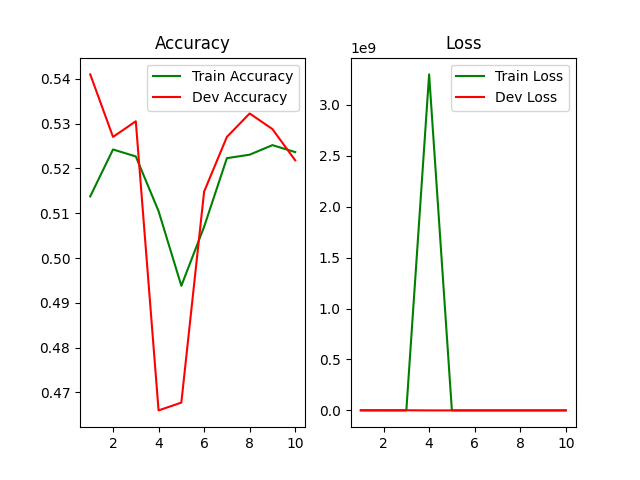 Accuracy
Train Accuracy
Dev Accuracy
0.54
0.53
0.52
0.51
0.50
0.49
0.48
0.47
2 4 6 8 10
Loss
1e9
Train Loss
Dev Loss
3.0
2.5
2.0
1.5
1.0
0.5
0.0
2 4 6 8 10